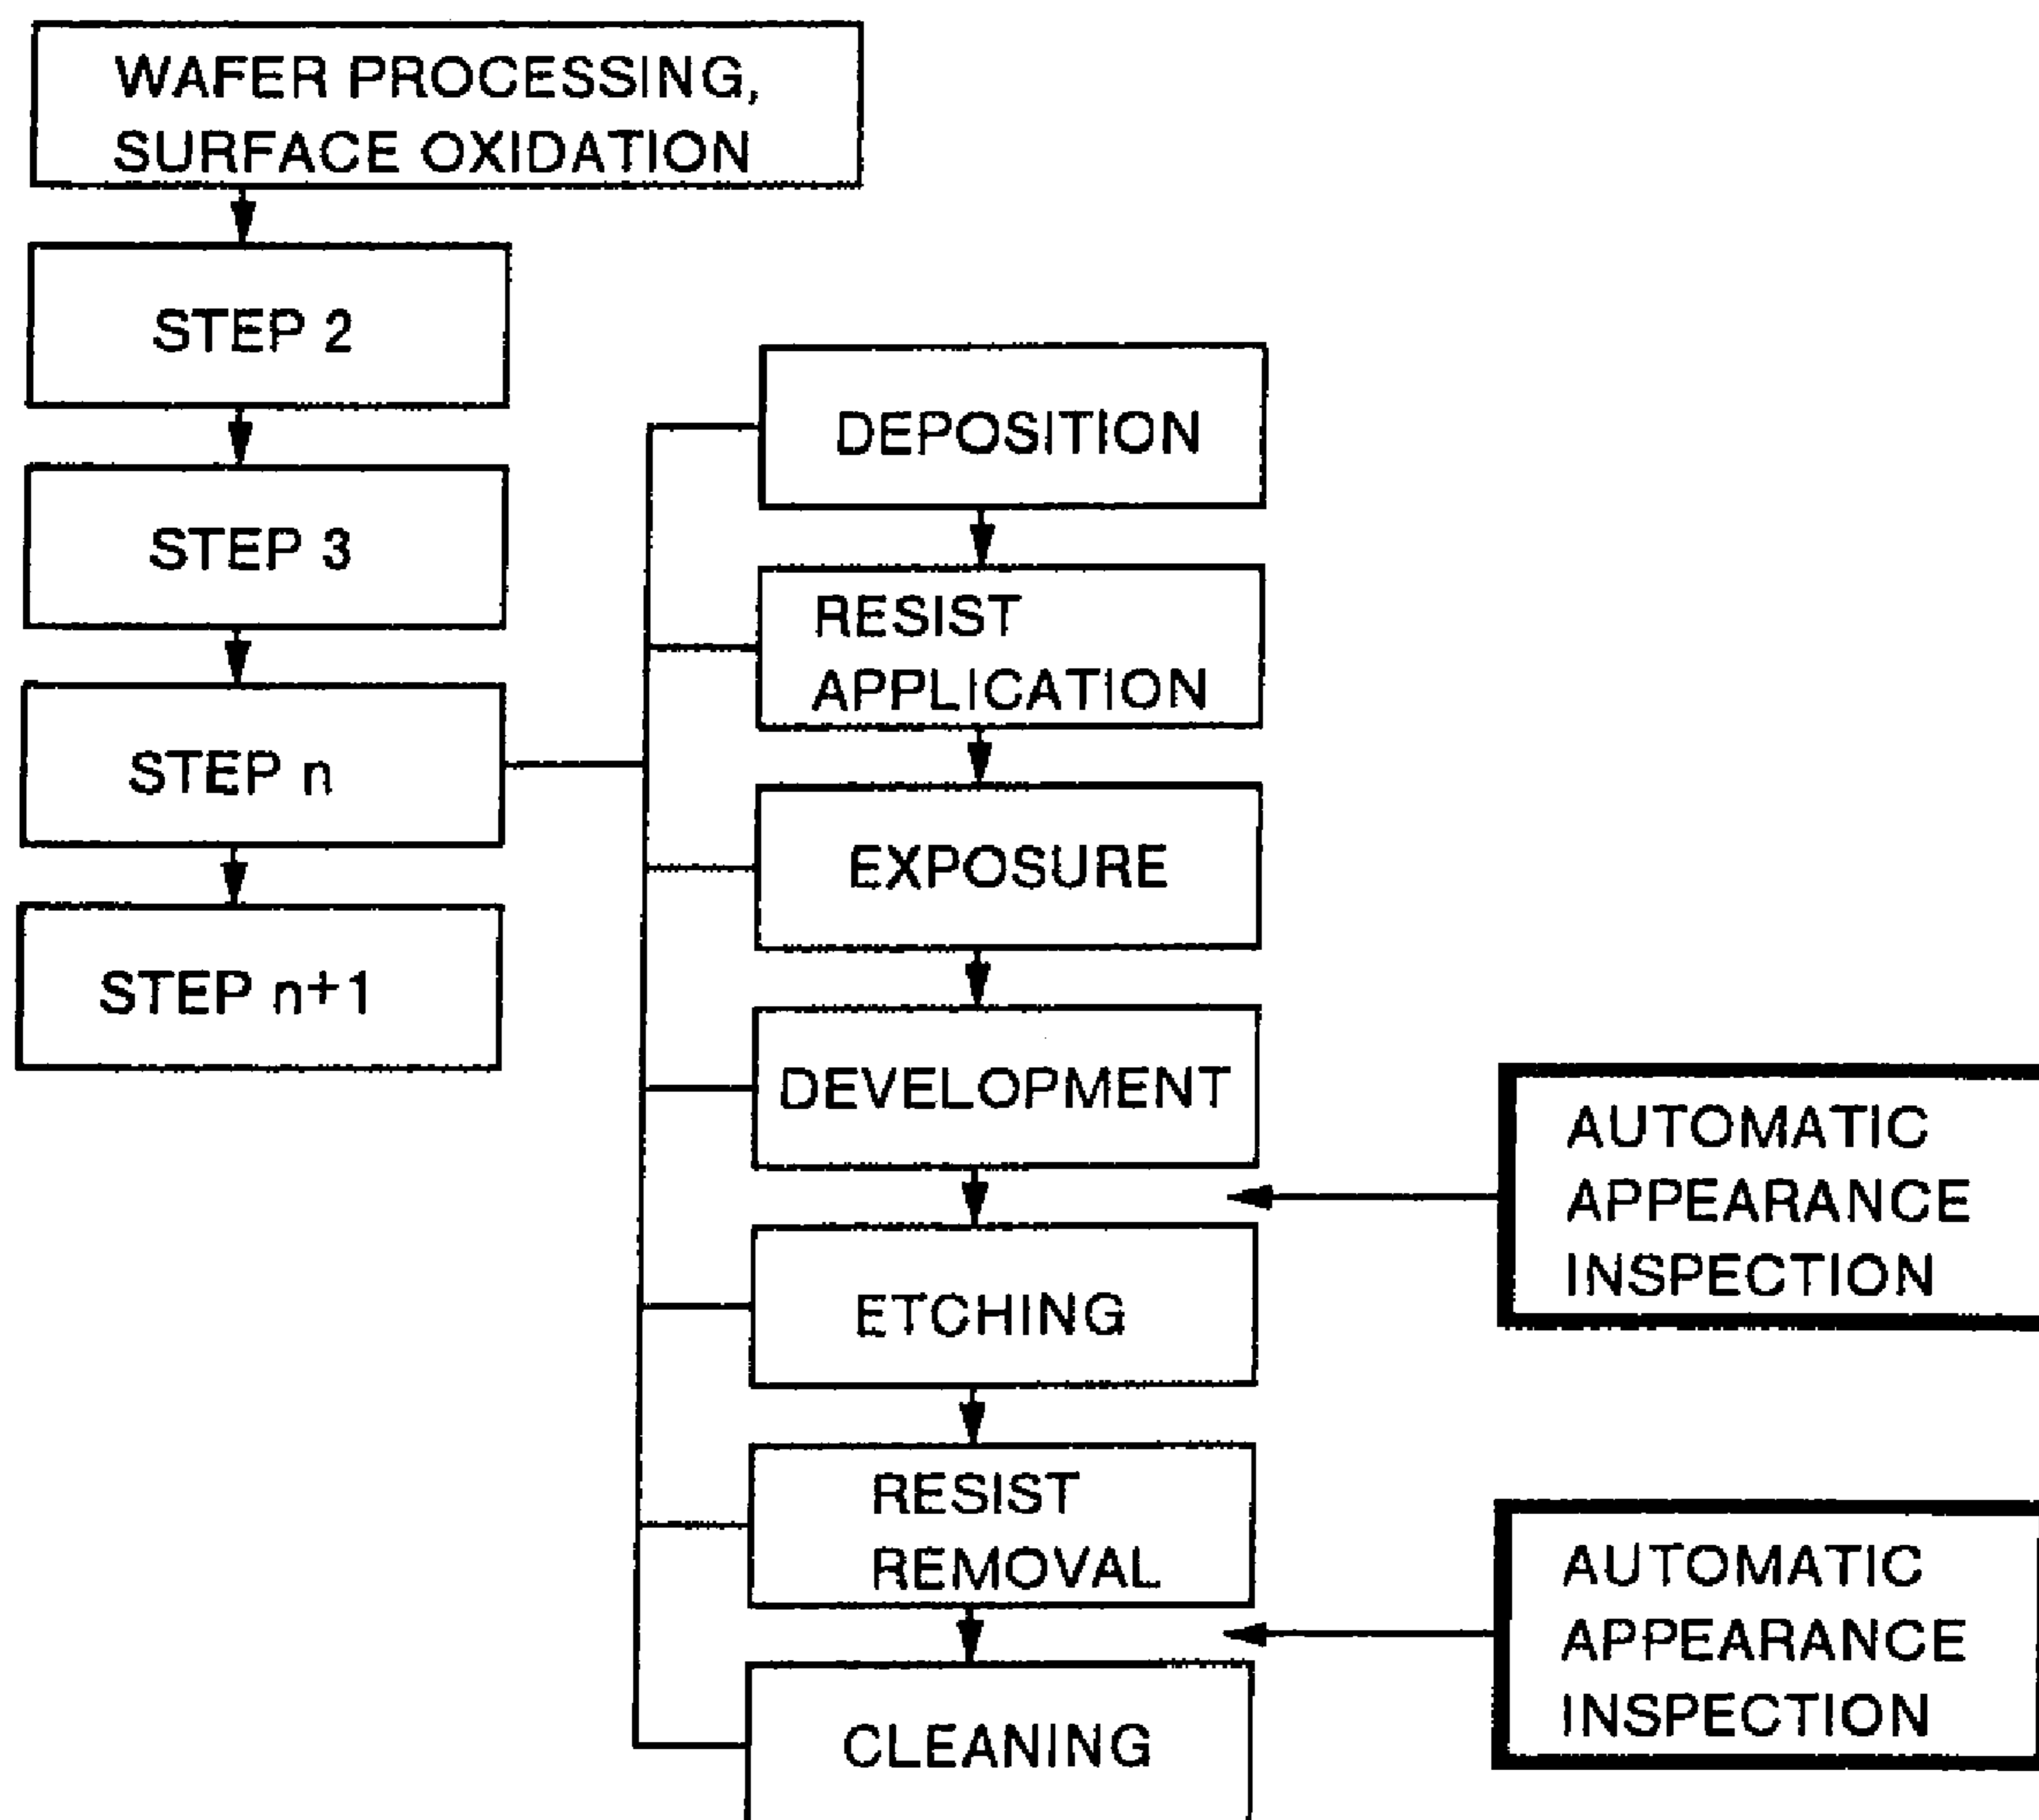 WAFER PROCESSING,
SURFACE OXIDATION
STEP 2
STEP 3
STEP n
STEP n+1
DEPOSITION
RESIST
APPLICATION
EXPOSURE
DEVELOPMENT
ETCHING
RESIST
REMOVAL
CLEANING
AUTOMATIC
APPEARANCE
INSPECTION
AUTOMATIC
APPEARANCE
INSPECTION